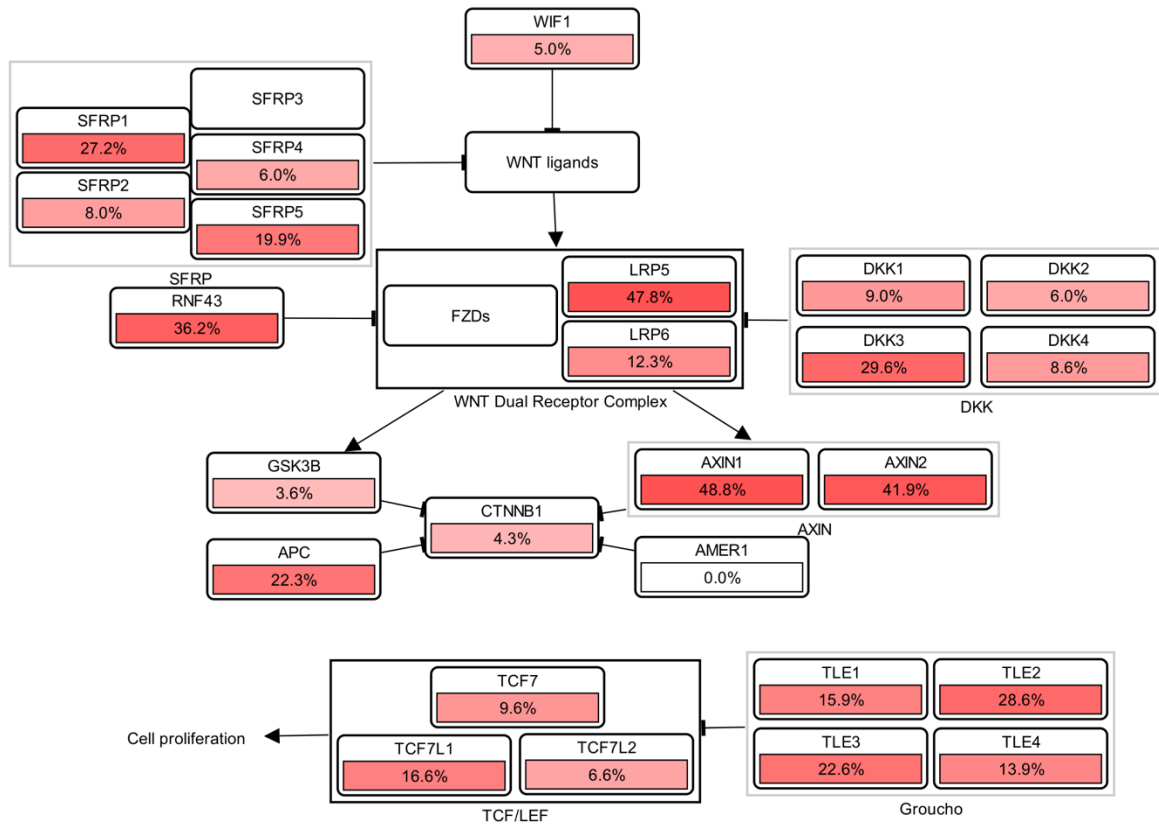 WIF1
5.0%
SFRP3
SFRP1
27.2%
SFRP4
6.0%
SFRP2
8.0%
SFRP5
19.9%
SFRP
WNT ligands
RNF43
36.2%
FZDs
LRP5
47.8%
LRP6
12.3%
WNT Dual Receptor Complex
DKK1
9.0%
DKK2
6.0%
DKK3
29.6%
DKK4
8.6%
DKK
GSK3B
3.6%
APC
22.3%
CTNNB1
4.3%
AXIN1
48.8%
AXIN2
41.9%
AXIN
AMER1
0.0%
Cell proliferation
TCF7
9.6%
TCF7L1
16.6%
TCF7L2
6.6%
TCF/LEF
TLE1
15.9%
TLE2
28.6%
TLE3
22.6%
TLE4
13.9%
Groucho